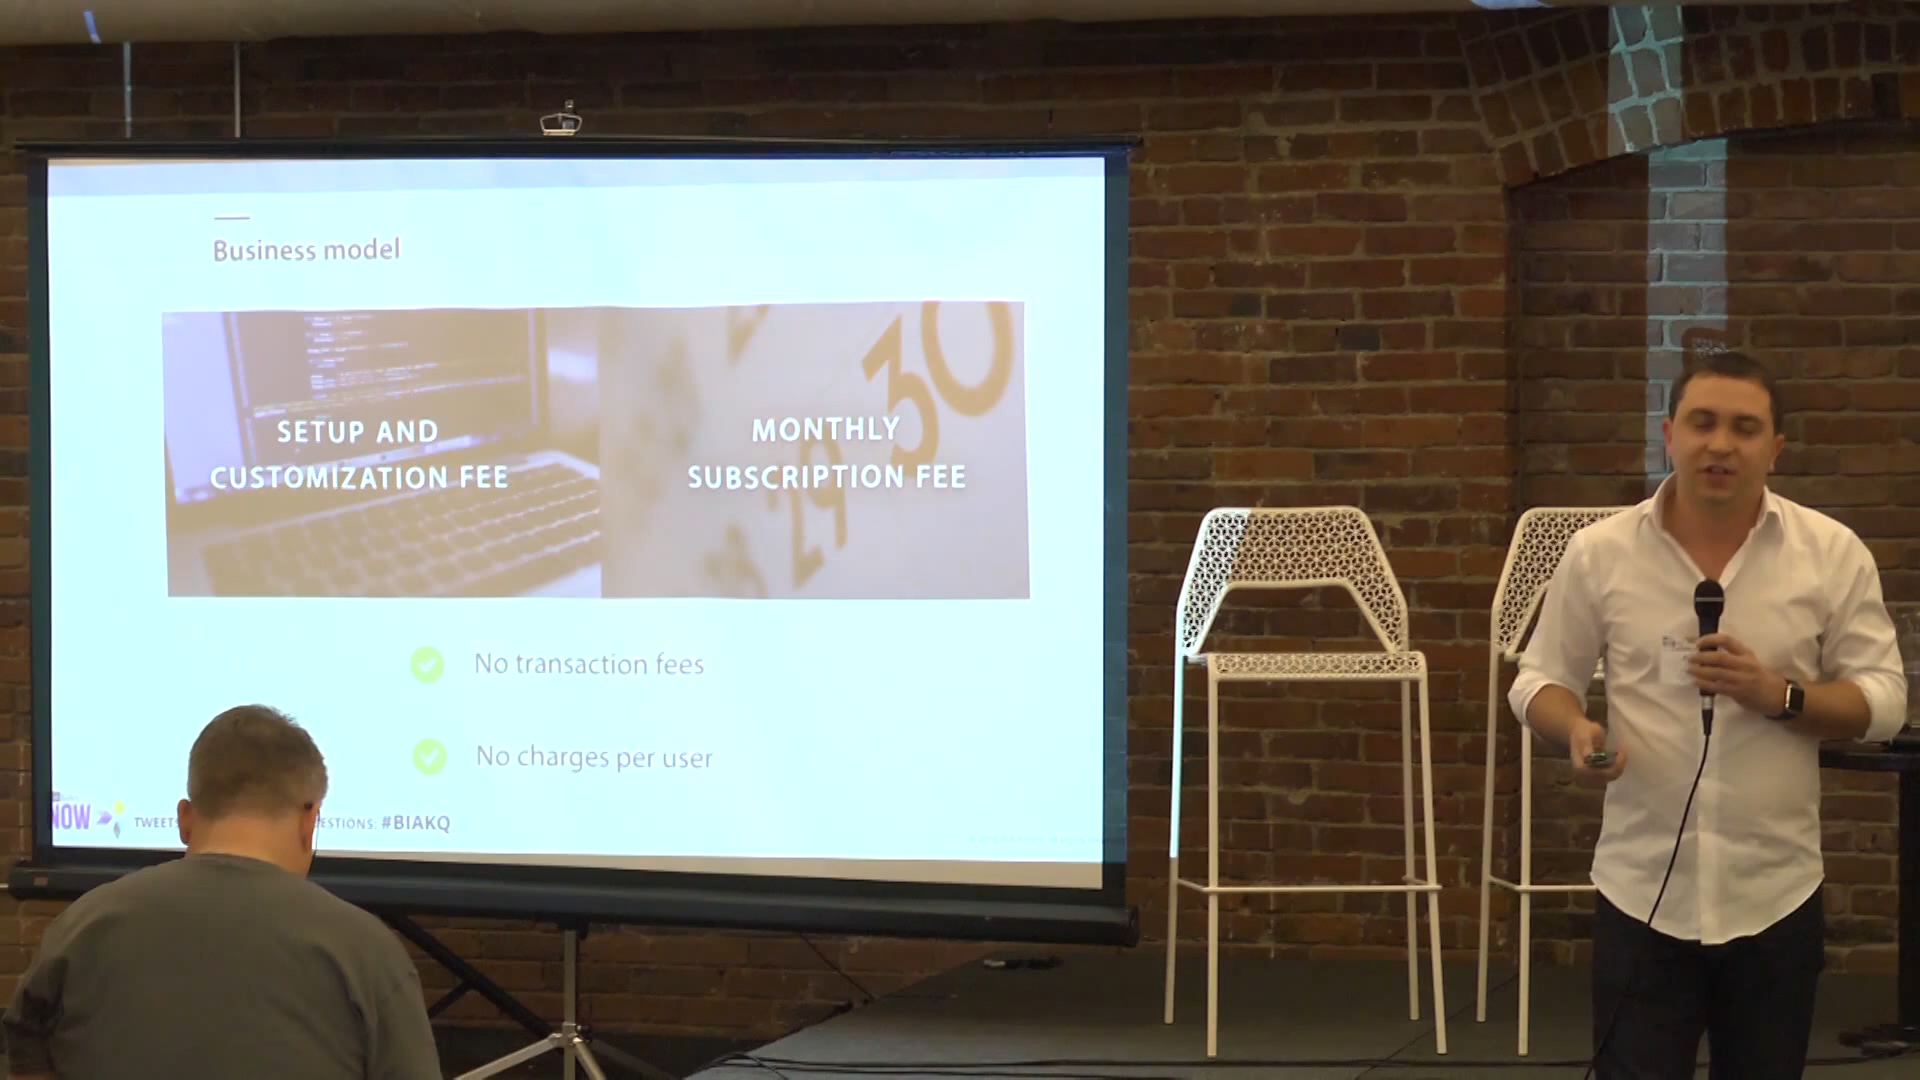 Business model
SETUP AND
CUSTOMIZATION FEE
MONTHLY
SUBSCRIPTION FEE
30
29
No transaction fees
No charges per user
NOW
#BIAKQ